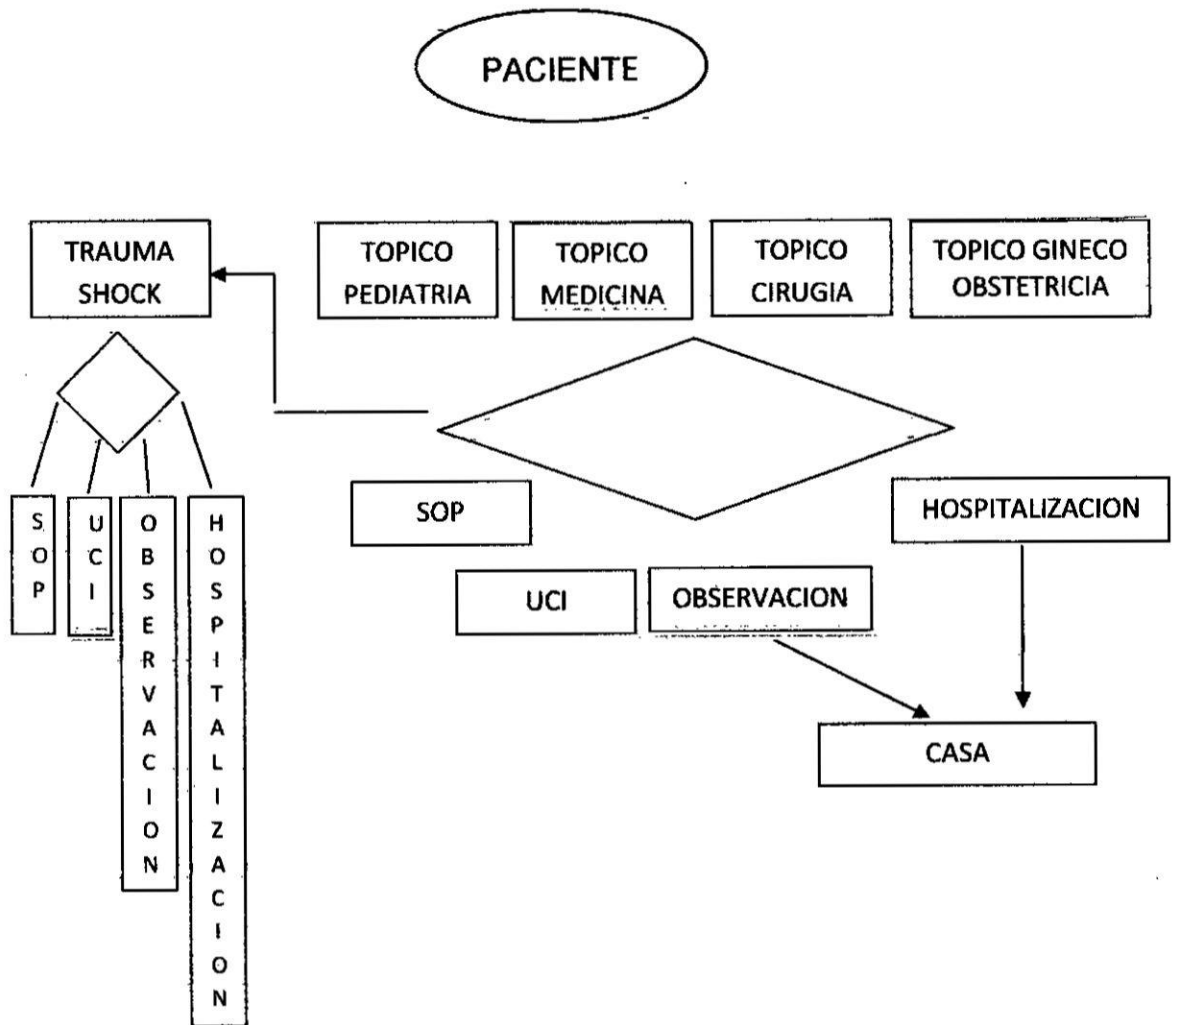 PACIENTE
TRAUMA
SHOCK
TOPICO
PEDIATRIA
TOPICO
MEDICINA
TOPICO
CIRUGIA
TOPICO GINECO
OBSTETRICIA
SOP
UCI
OBSERVACION
HOSPITALIZACION
SOP
HOSPITALIZACION
UCI
OBSERVACION
CASA